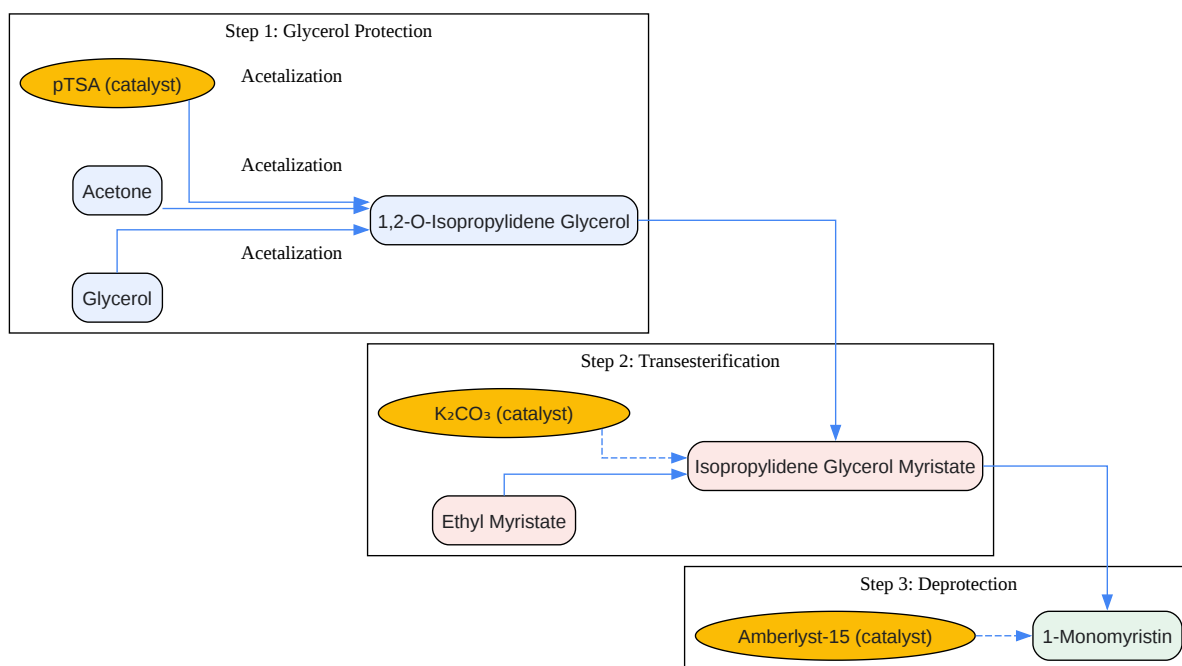 Step 1: Glycerol Protection
pTSA (catalyst)
Acetalization
Acetalization
Acetone
1,2-O-Isopropylidene Glycerol
Acetalization
Glycerol
Step 2: Transesterification
K₂CO₃ (catalyst)
Isopropylidene Glycerol Myristate
Ethyl Myristate
Step 3: Deprotection
Amberlyst-15 (catalyst)
1-Monomyristin